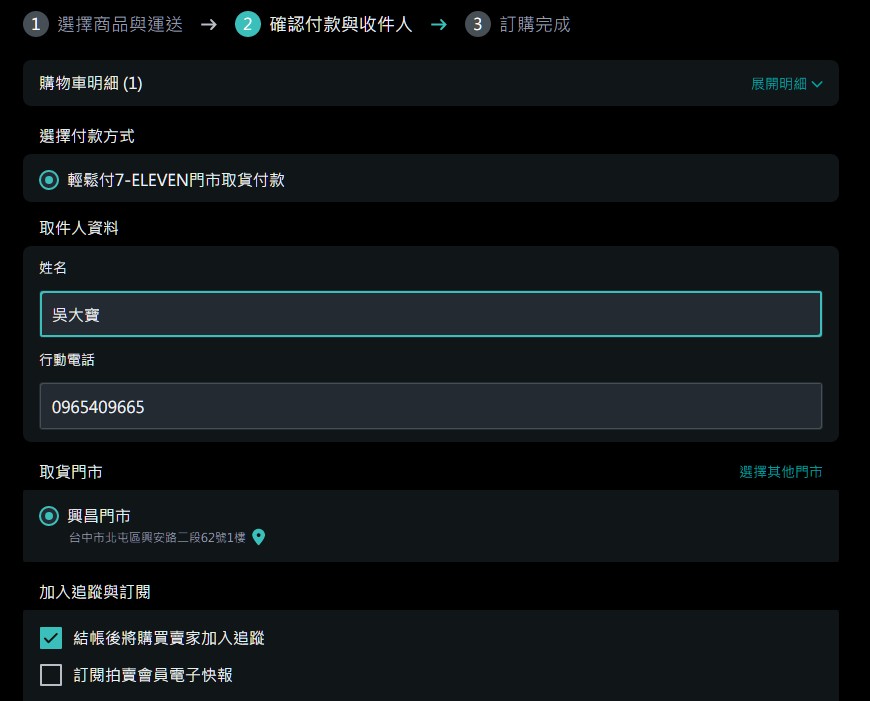 1 選擇商品與運送 → 2 確認付款與收件人 → 3 訂購完成
購物車明細 (1) 展開明細
選擇付款方式
輕鬆付7-ELEVEN門市取貨付款
取件人資料
姓名
吳大寶
行動電話
0965409665
取貨門市 選擇其他門市
興昌門市
台中市北屯區興安路二段62號1樓
加入追蹤與訂閱
結帳後將購買賣家加入追蹤
訂閱拍賣會員電子快報